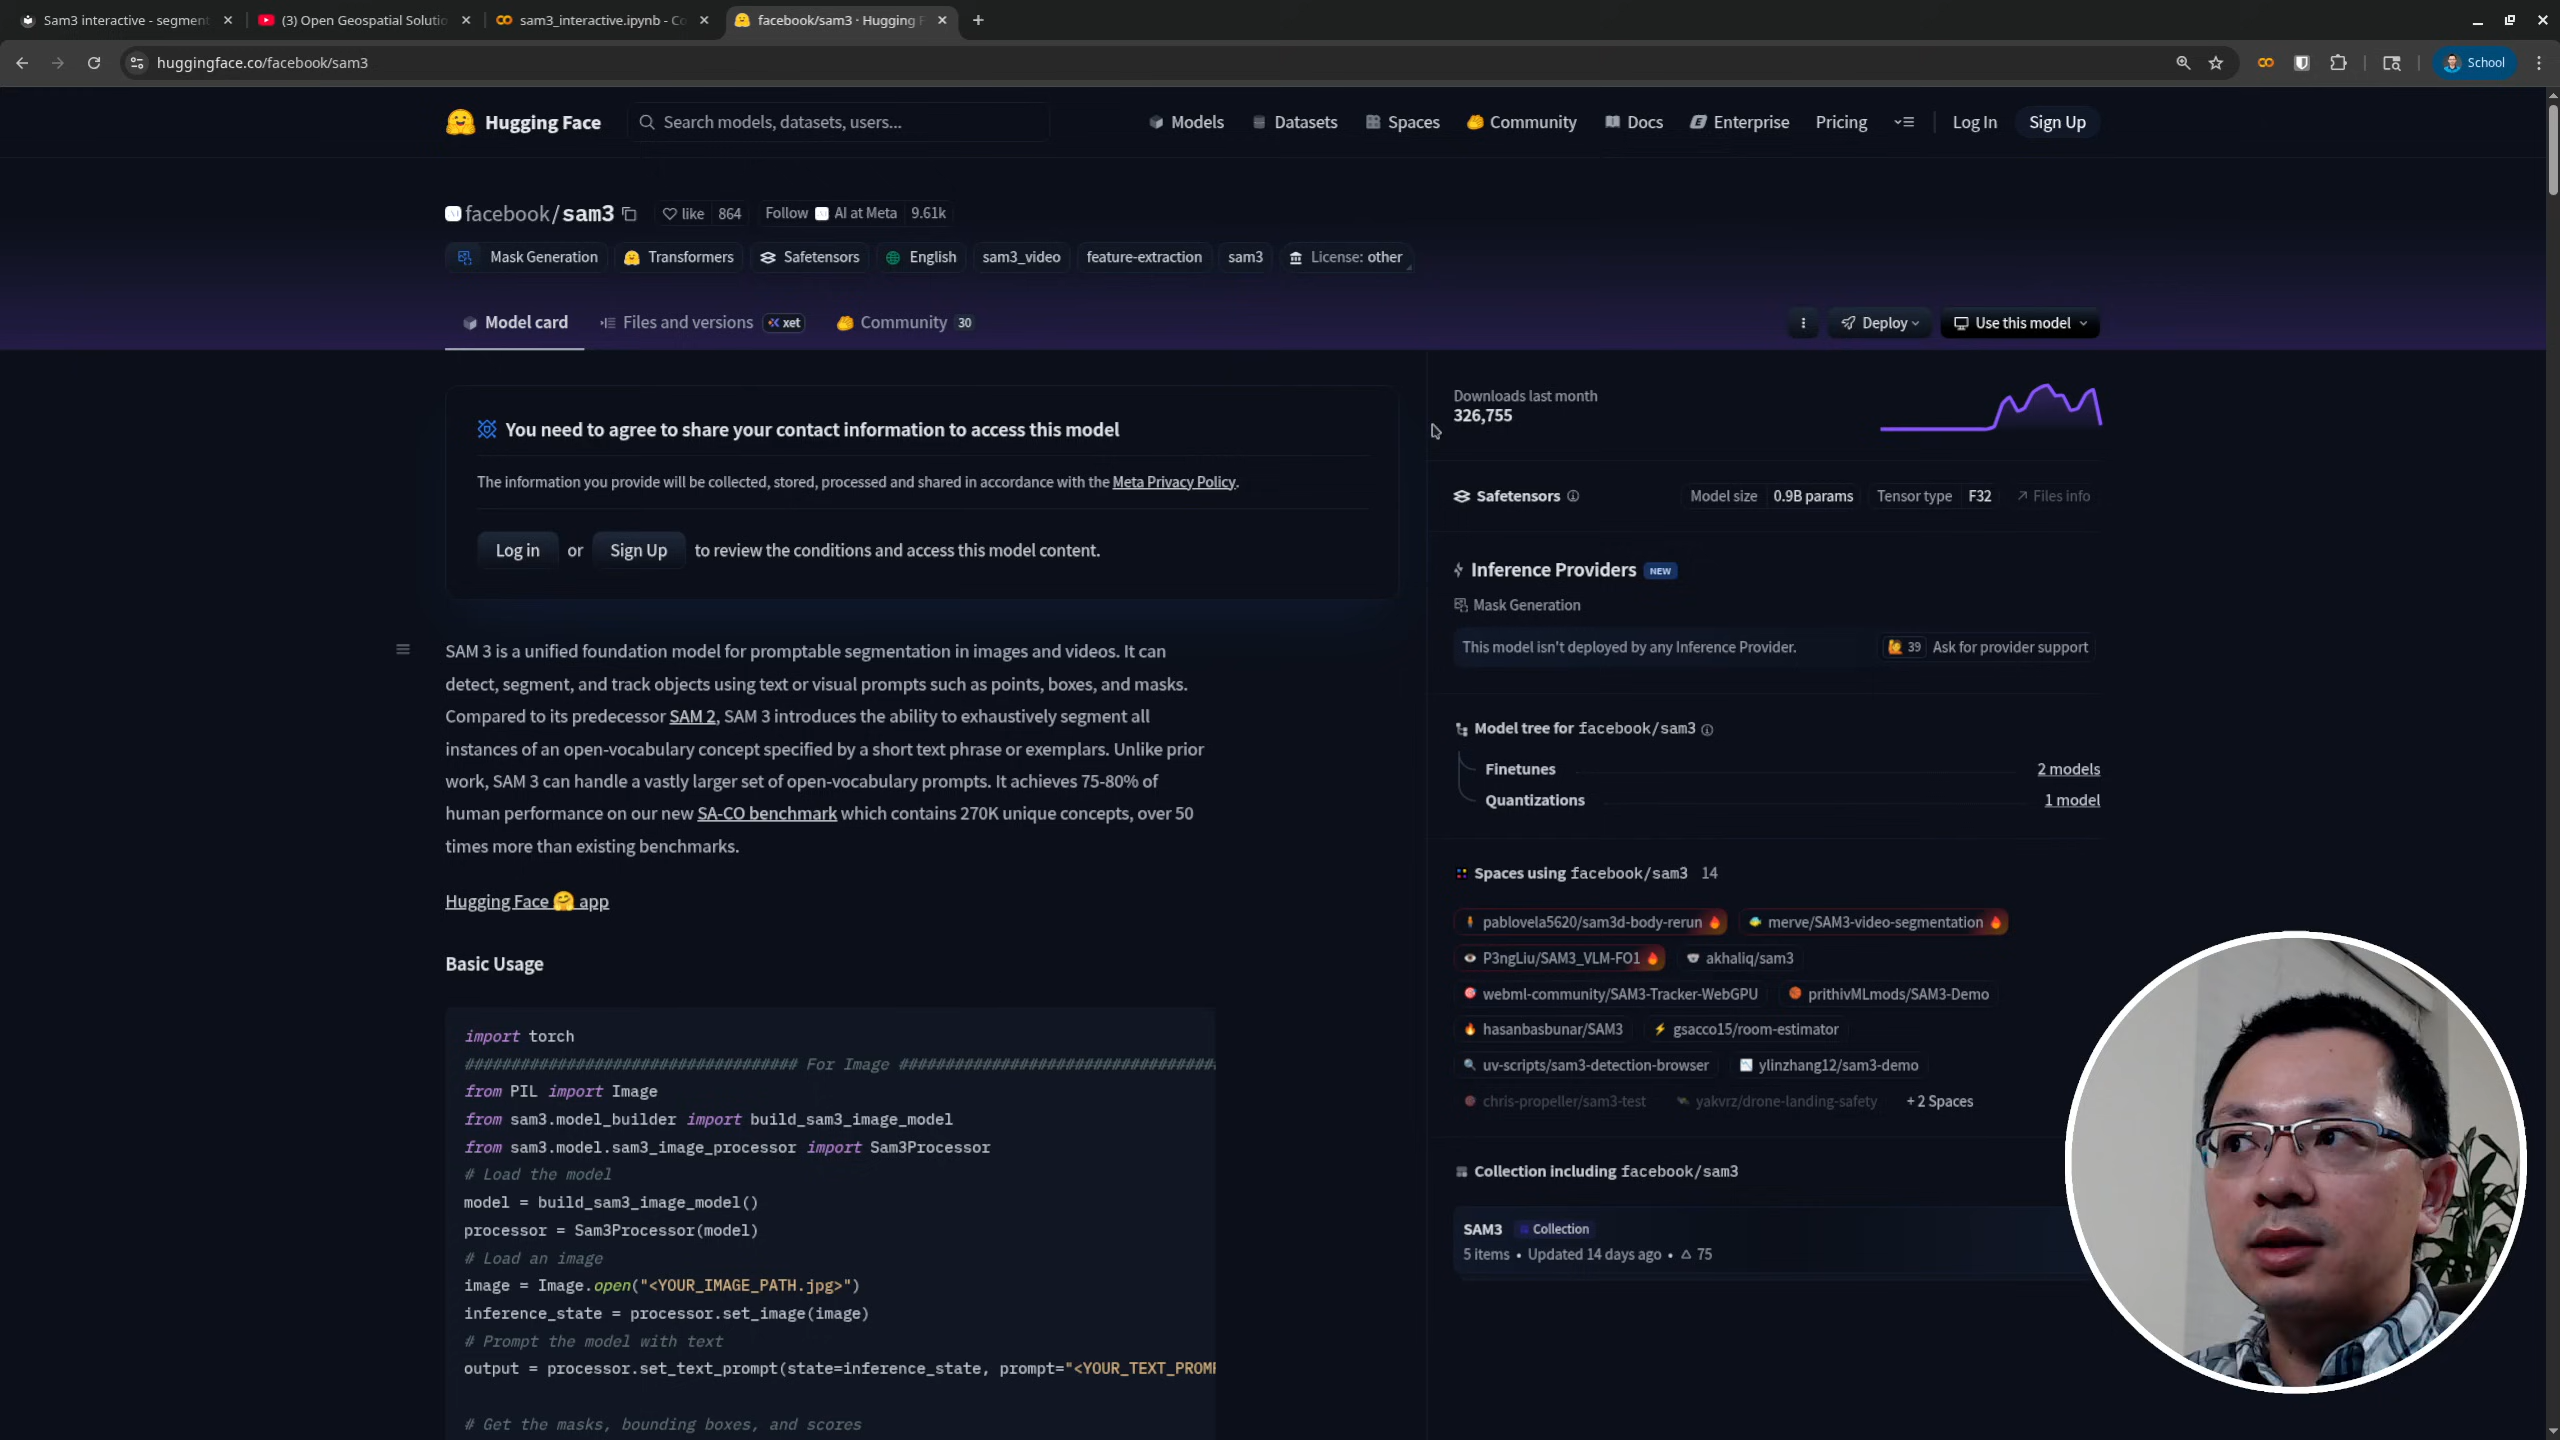 Sam3 interactive - segment
(3) Open Geospatial Solutio
sam3_interactive.ipynb - Co
facebook/sam3 · Hugging F
huggingface.co/facebook/sam3
School
Hugging Face
Search models, datasets, users...
Models
Datasets
Spaces
Community
Docs
Enterprise
Pricing
Log In
Sign Up
facebook/sam3
like 864
Follow AI at Meta 9.61k
Mask Generation
Transformers
Safetensors
English
sam3_video
feature-extraction
sam3
License: other
Model card
Files and versions
xet
Community 30
Deploy
Use this model
You need to agree to share your contact information to access this model
The information you provide will be collected, stored, processed and shared in accordance with the Meta Privacy Policy.
Log in or Sign Up to review the conditions and access this model content.
SAM 3 is a unified foundation model for promptable segmentation in images and videos. It can
detect, segment, and track objects using text or visual prompts such as points, boxes, and masks.
Compared to its predecessor SAM 2, SAM 3 introduces the ability to exhaustively segment all
instances of an open-vocabulary concept specified by a short text phrase or exemplars. Unlike prior
work, SAM 3 can handle a vastly larger set of open-vocabulary prompts. It achieves 75-80% of
human performance on our new SA-CO benchmark which contains 270K unique concepts, over 50
times more than existing benchmarks.
Hugging Face 🤗 app
Basic Usage
import torch
#################################### For Image ###################################
from PIL import Image
from sam3.model_builder import build_sam3_image_model
from sam3.model.sam3_image_processor import Sam3Processor
# Load the model
model = build_sam3_image_model()
processor = Sam3Processor(model)
# Load an image
image = Image.open("<YOUR_IMAGE_PATH.jpg>")
inference_state = processor.set_image(image)
# Prompt the model with text
output = processor.set_text_prompt(state=inference_state, prompt="<YOUR_TEXT_PROMP
# Get the masks, bounding boxes, and scores
Downloads last month
326,755
Safetensors
Model size 0.9B params
Tensor type F32
Files info
Inference Providers NEW
Mask Generation
This model isn't deployed by any Inference Provider.
39 Ask for provider support
Model tree for facebook/sam3
Finetunes 2 models
Quantizations 1 model
Spaces using facebook/sam3 14
pablovela5620/sam3d-body-rerun
merve/SAM3-video-segmentation
P3ngLiu/SAM3_VLM-FO1
akhaliq/sam3
webml-community/SAM3-Tracker-WebGPU
prithivMLmods/SAM3-Demo
hasanbasbunar/SAM3
gsacco15/room-estimator
uv-scripts/sam3-detection-browser
ylinzhang12/sam3-demo
chris-propeller/sam3-test
yakvrz/drone-landing-safety
+ 2 Spaces
Collection including facebook/sam3
SAM3 Collection
5 items • Updated 14 days ago • 75